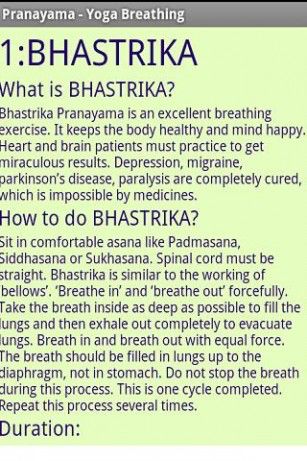 Pranayama - Yoga Breathing
1:BHASTRIKA
What is BHASTRIKA?
Bhastrika Pranayama is an excellent breathing
exercise. It keeps the body healthy and mind happy.
Heart and brain patients must practice to get
miraculous results. Depression, migraine,
parkinson's disease, paralysis are completely cured,
which is impossible by medicines.
How to do BHASTRIKA?
Sit in comfortable asana like Padmasana,
Siddhasana or Sukhasana. Spinal cord must be
straight. Bhastrika is similar to the working of
'bellows'. 'Breathe in' and 'breathe out' forcefully.
Take the breath inside as deep as possible to fill the
lungs and then exhale out completely to evacuate
lungs. Breath in and breath out with equal force.
The breath should be filled in lungs up to the
diaphragm, not in stomach. Do not stop the breath
during this process. This is one cycle completed.
Repeat this process several times.
Duration: